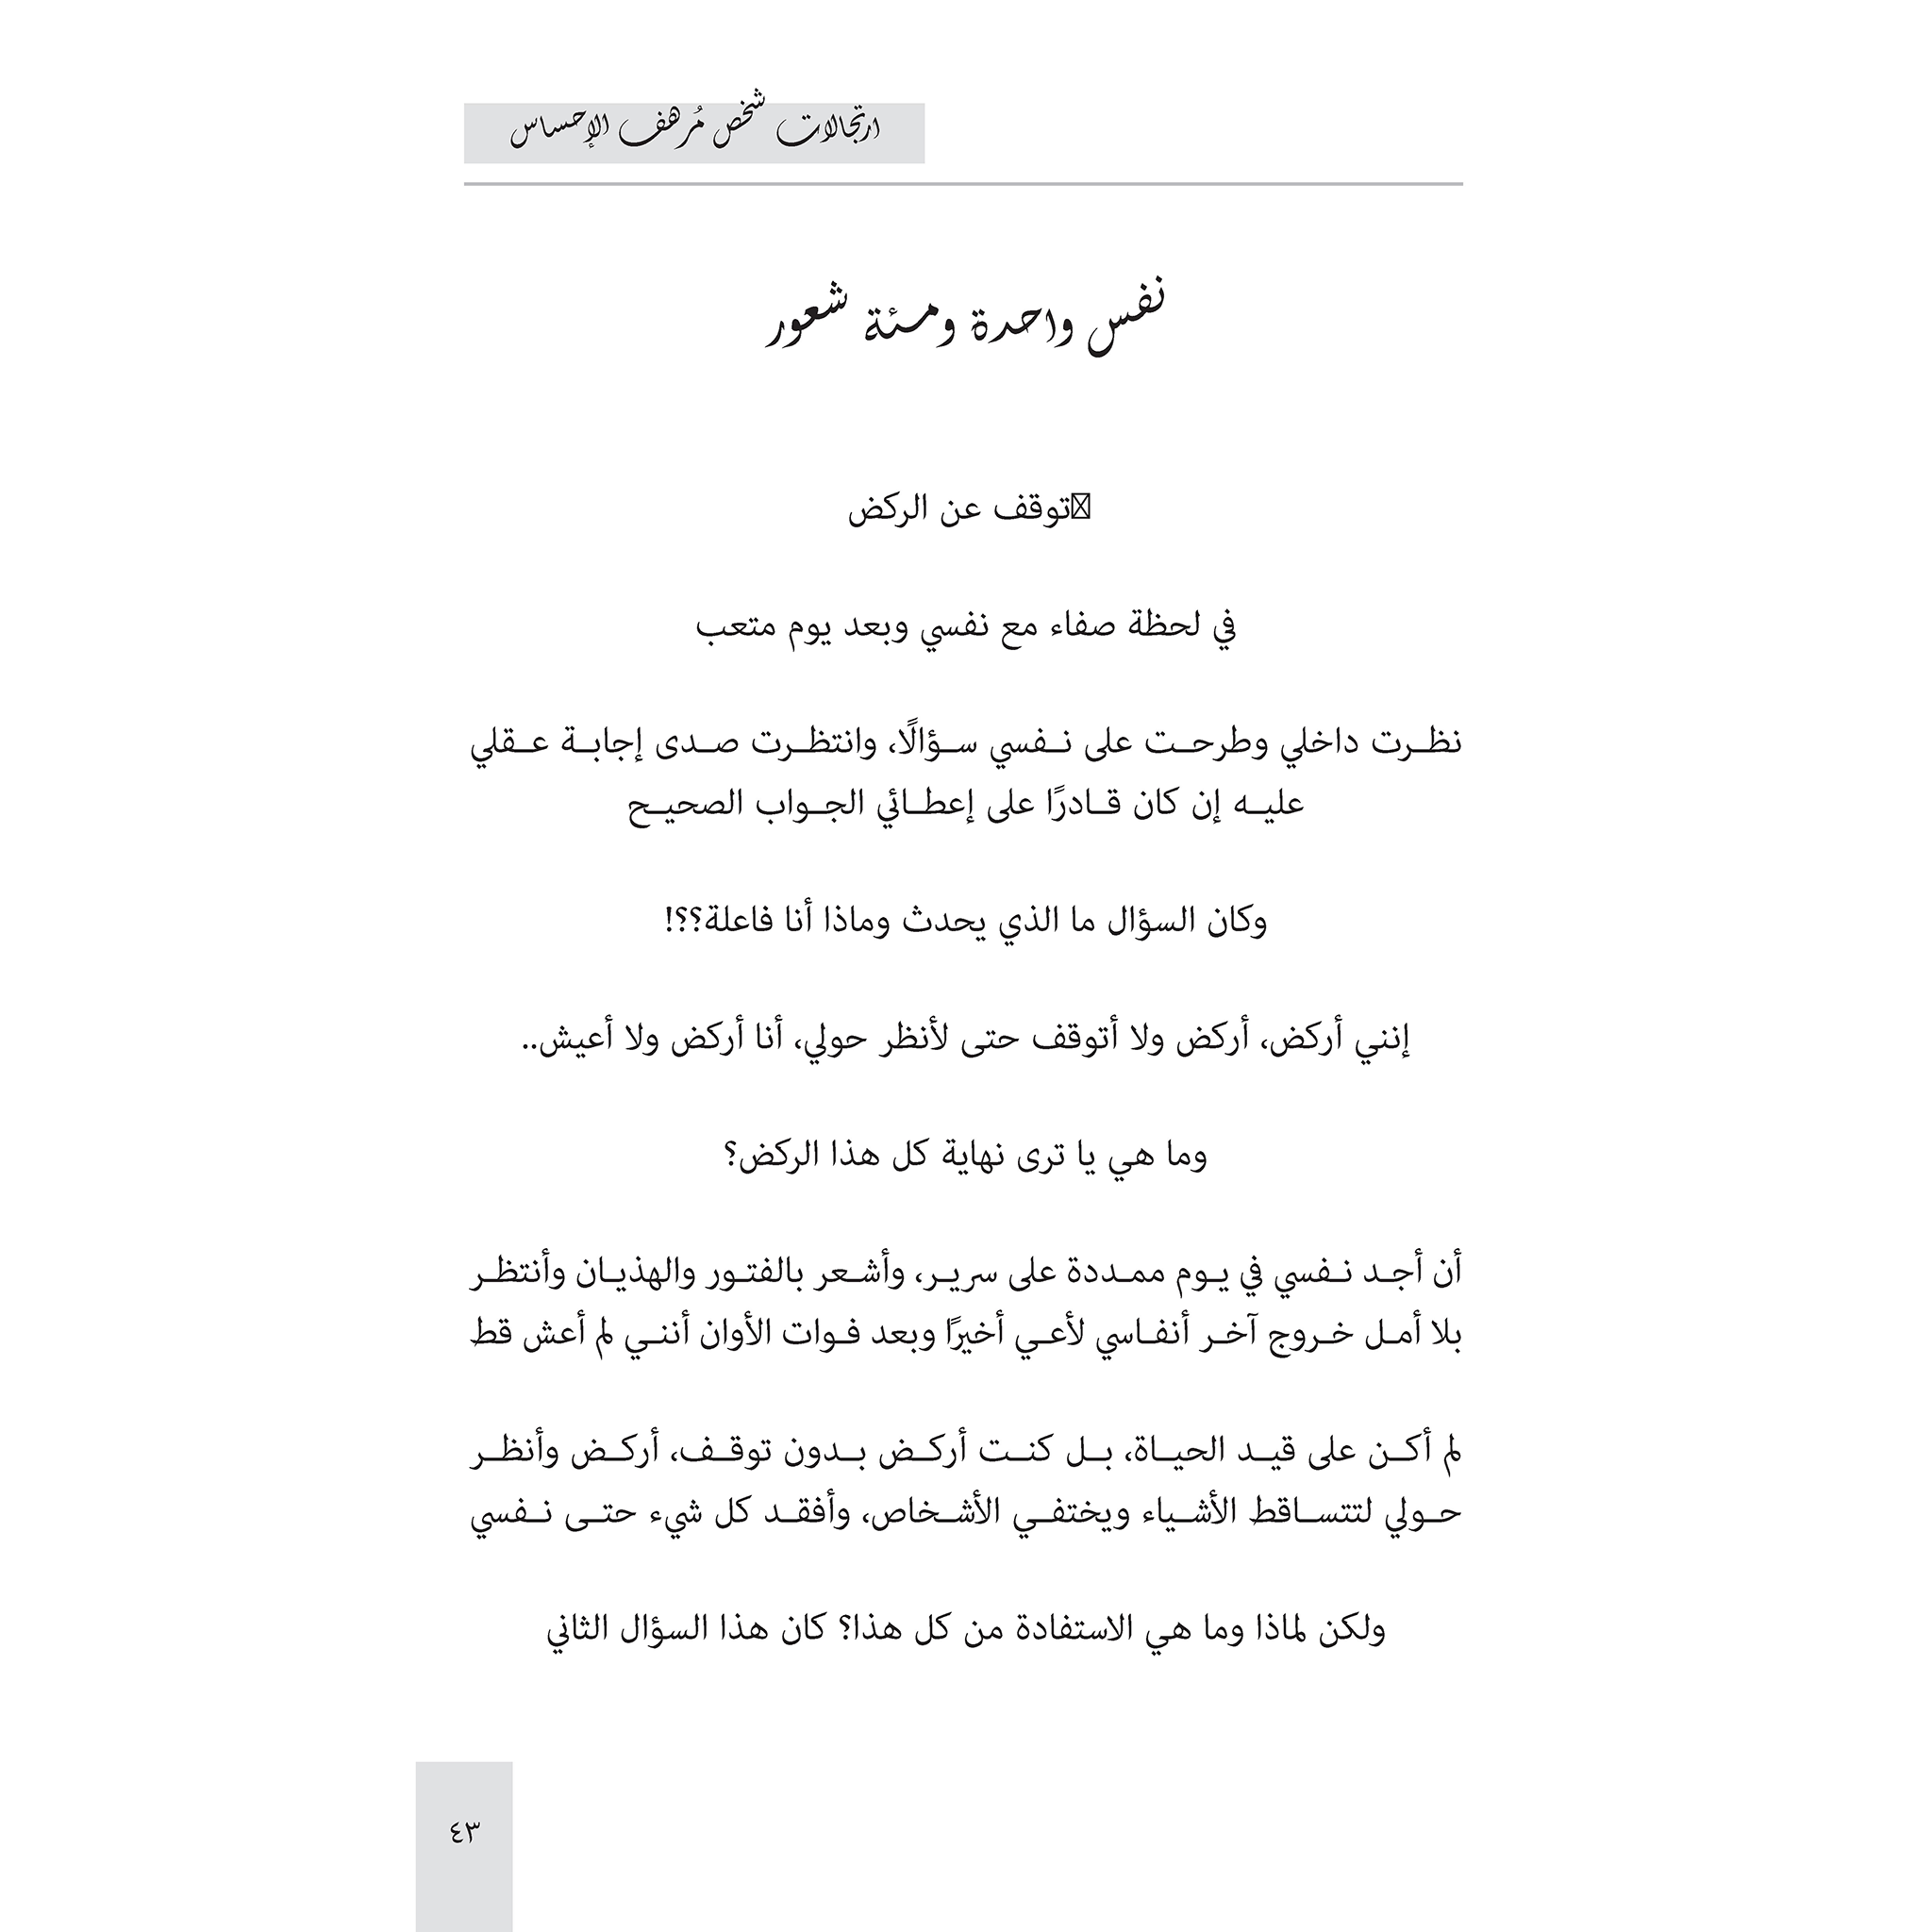 ارتجالات شخص مُرهف الإحساس
نفس واحدة ومئة شعور
توقف عن الركض
في لحظة صفاء مع نفسي وبعد يوم متعب
نظرت داخلي وطرحت على نفسي سؤالًا، وانتظرت صدى إجابة عقلي
عليه إن كان قادرًا على إعطائي الجواب الصحيح
وكان السؤال ما الذي يحدث وماذا أنا فاعلة؟؟؟!
إنني أركض، أركض ولا أتوقف حتى لأنظر حولي، أنا أركض ولا أعيش..
وما هي يا ترى نهاية كل هذا الركض؟
أن أجد نفسي في يوم ممددة على سرير، وأشعر بالفتور والهذيان وأنتظر
بلا أمل خروج آخر أنفاسي لأعي أخيرًا وبعد فوات الأوان أنني لم أعش قط
لم أكن على قيد الحياة، بل كنت أركض بدون توقف، أركض وأنظر
حولي لتتساقط الأشياء ويختفي الأشخاص، وأفقد كل شيء حتى نفسي
ولكن لماذا وما هي الاستفادة من كل هذا؟ كان هذا السؤال الثاني
٤٣